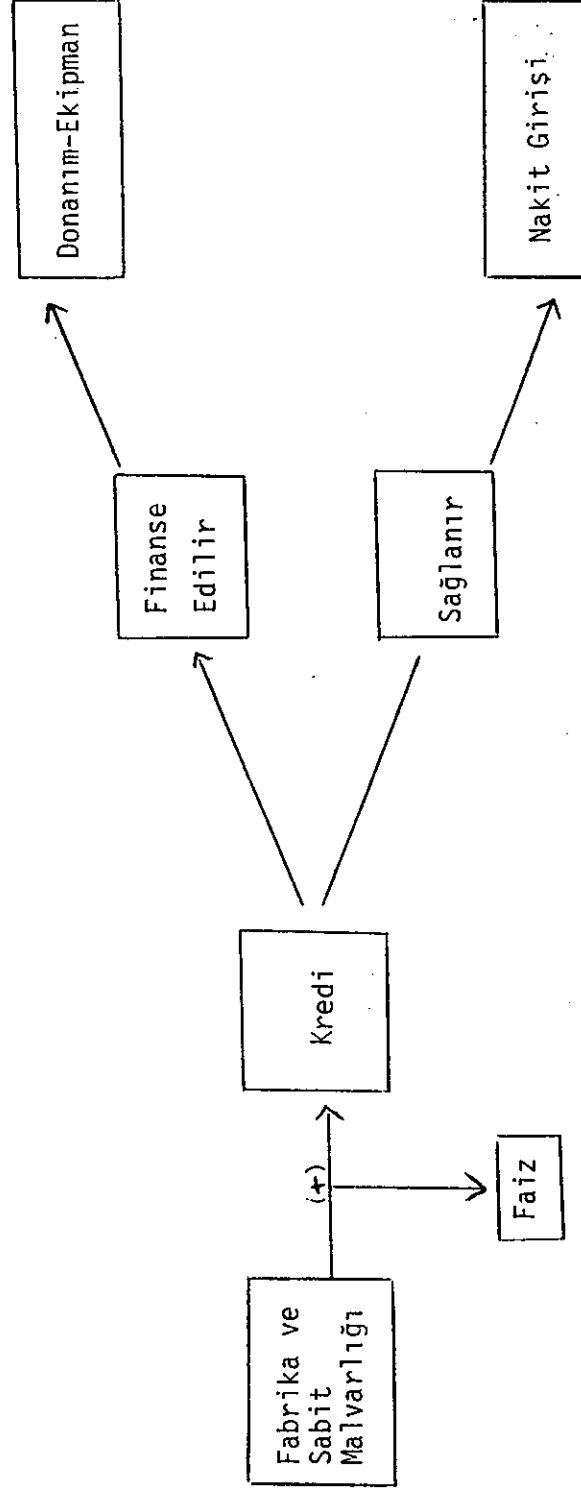 Fabrika ve
Sabit
Malvarlığı
(+)
Faiz
Kredi
Finanse
Edilir
Sağlanır
Donanım-Ekipman
Nakit Girişi